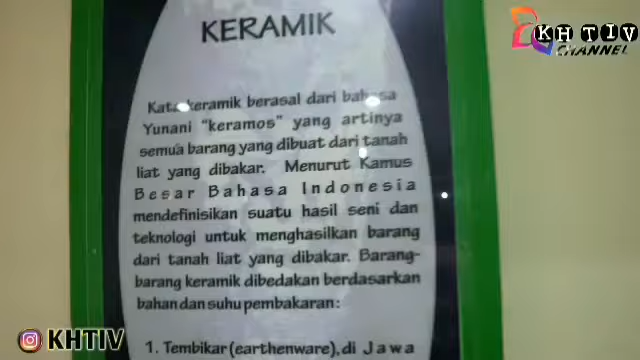 KERAMIK
Kata keramik berasal dari bahasa
Yunani "keramos" yang artinya
semua barang yang dibuat dari tanah
liat yang dibakar. Menurut Kamus
Besar Bahasa Indonesia
mendefinisikan suatu hasil seni dan
teknologi untuk menghasilkan barang
dari tanah liat yang dibakar. Barang-
barang keramik dibedakan berdasarkan
bahan dan suhu pembakaran :
1. Tembikar (earthenware), di Jawa
KH TIV
CHANNEL
KHTIV